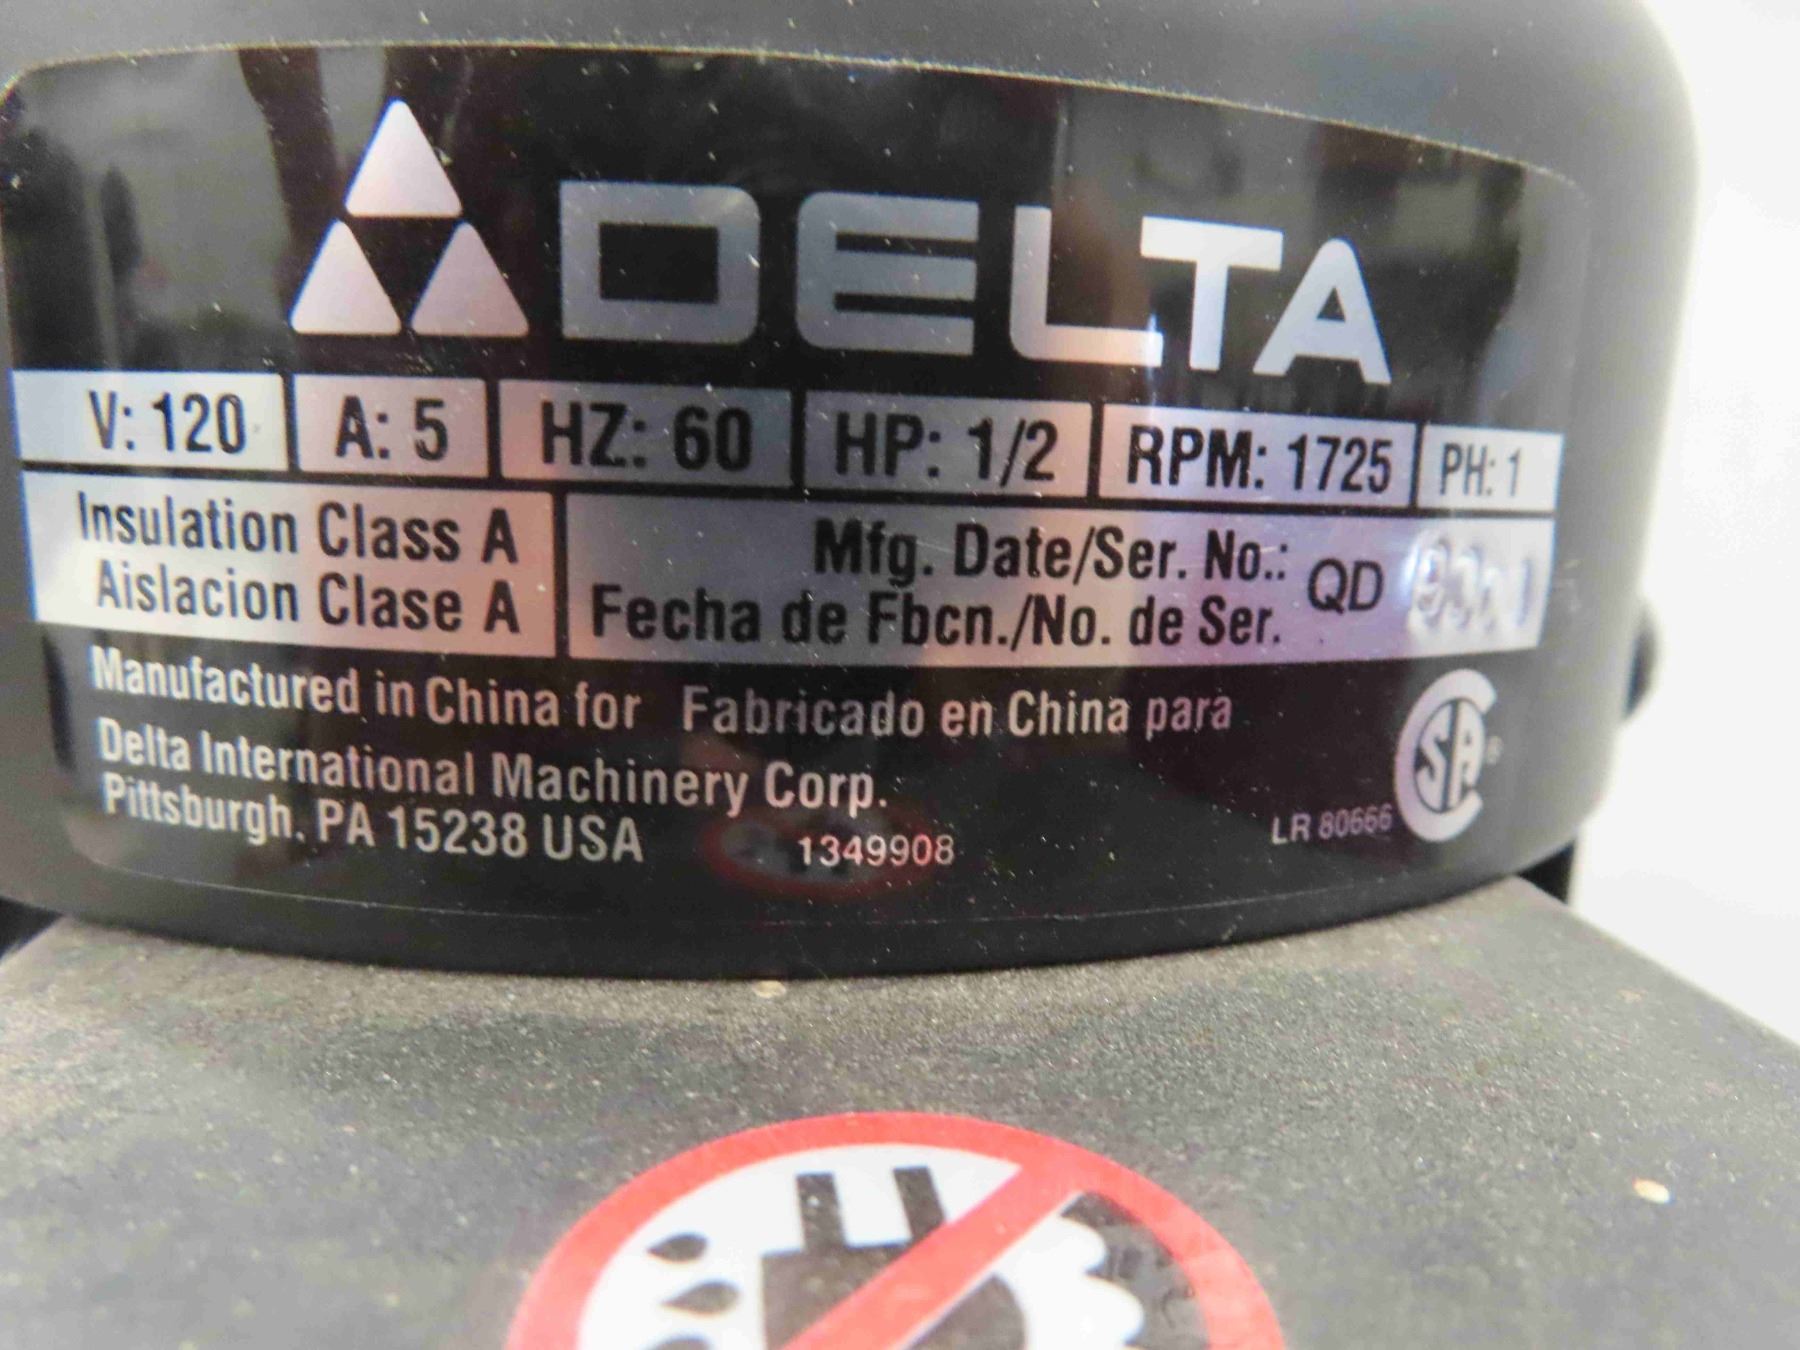 DELTA
V: 120 A: 5 HZ: 60 HP: 1/2 RPM: 1725 PH: 1
Insulation Class A
Aislacion Clase A
Mfg. Date/Ser. No.: QD
Fecha de Fbcn./No. de Ser.
Manufactured in China for Fabricado en China para
Delta International Machinery Corp.
Pittsburgh, PA 15238 USA
1349908
LR 80666
SA